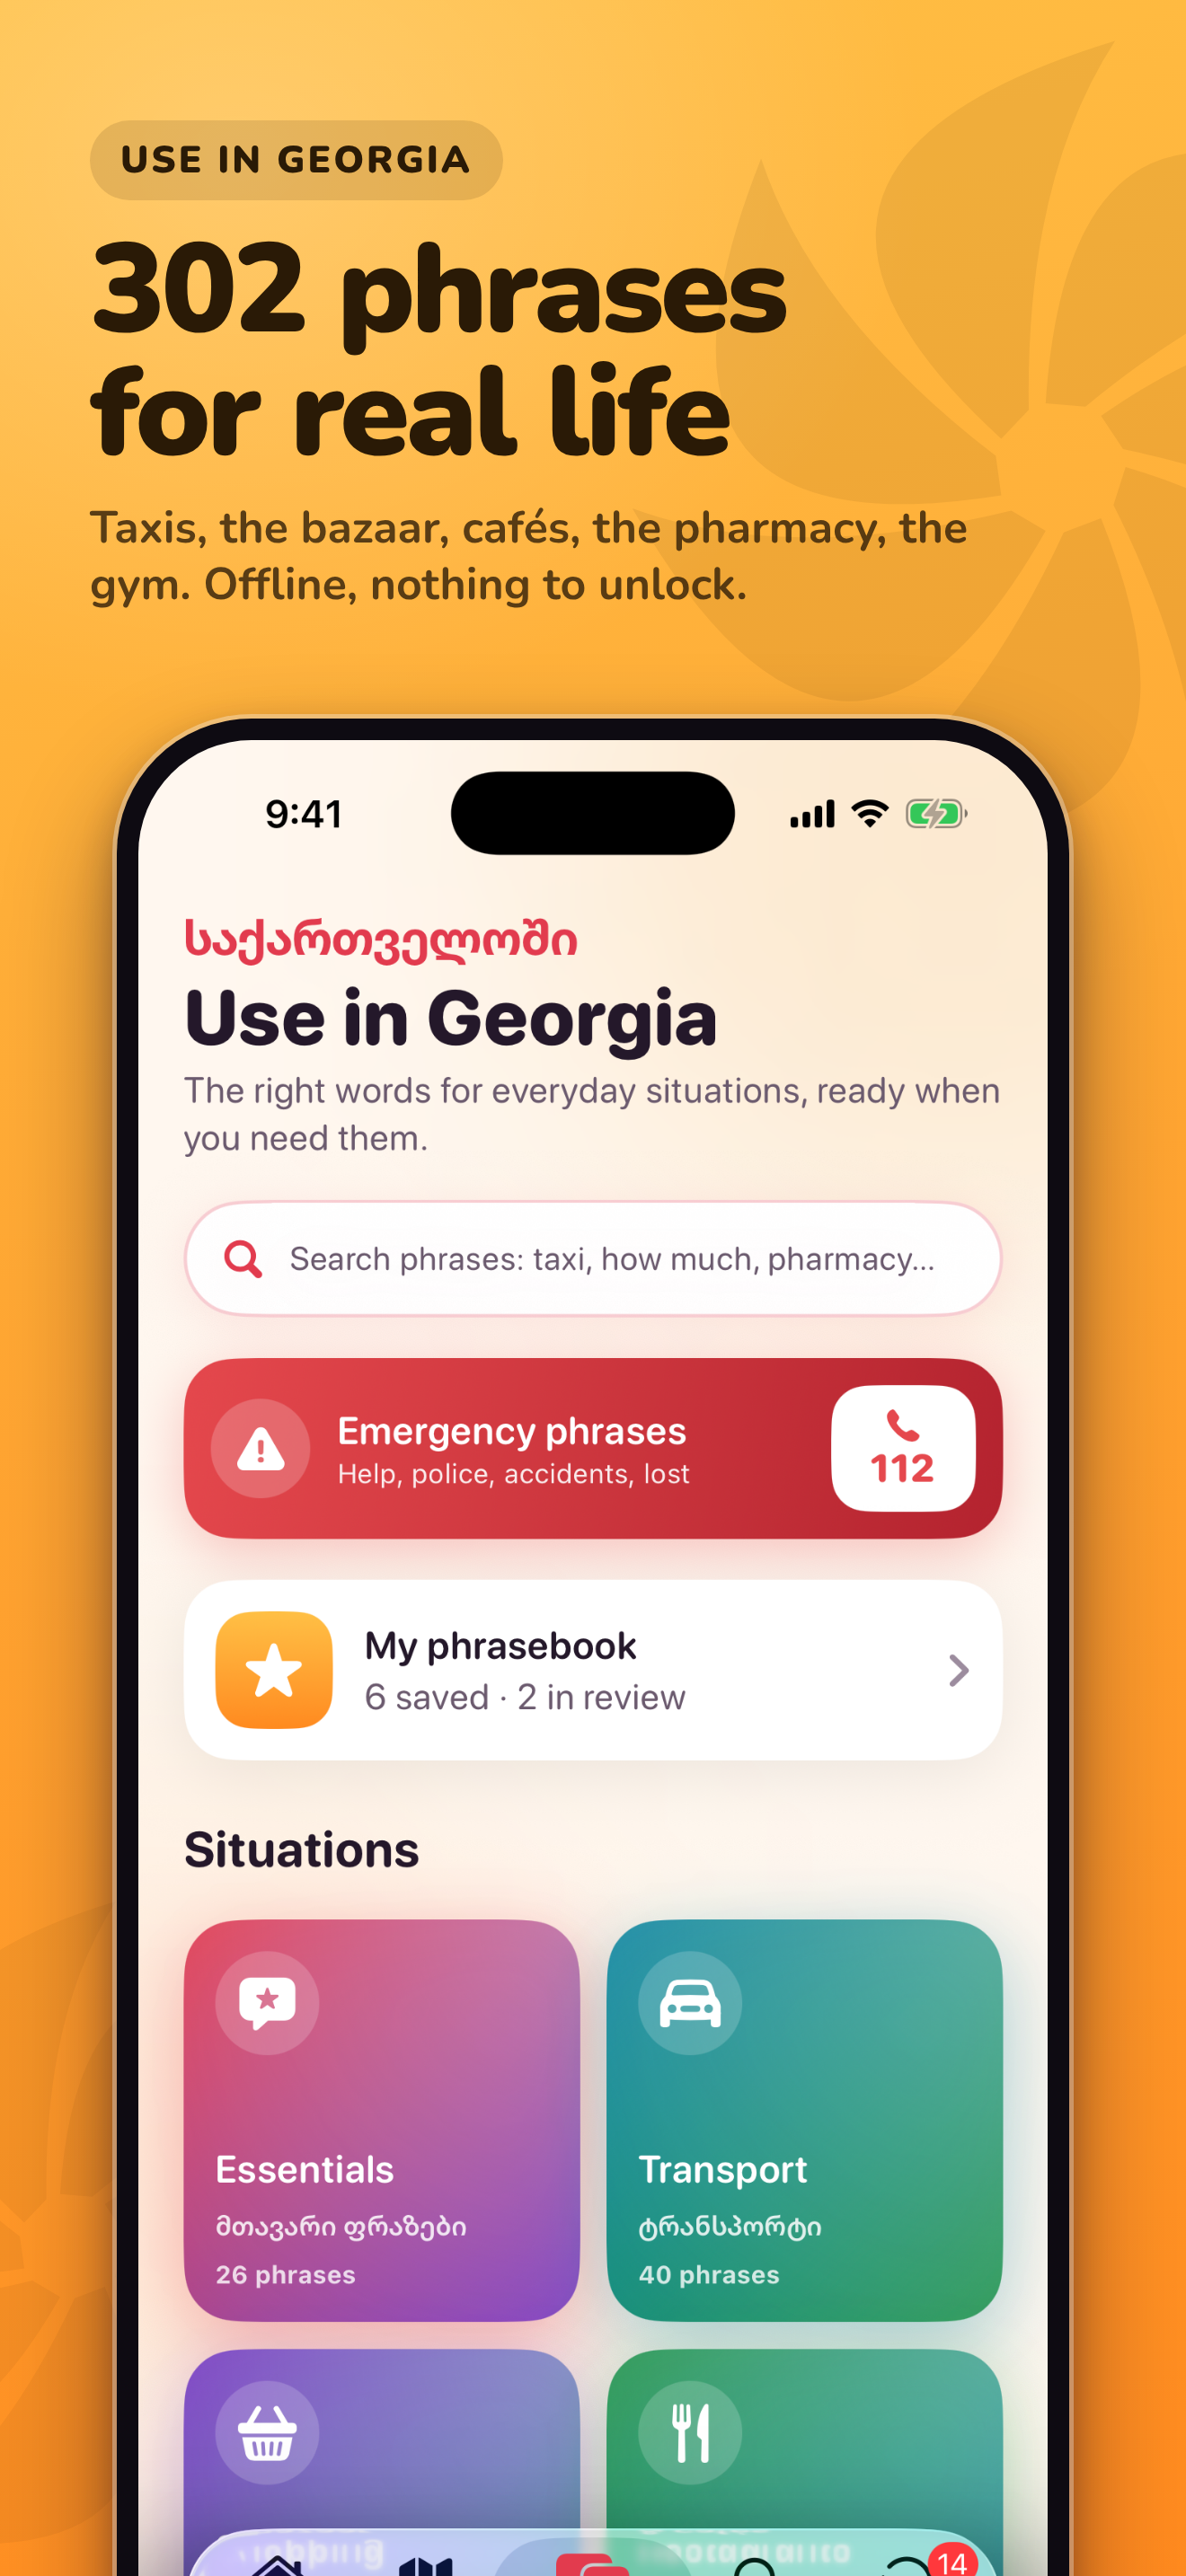 USE IN GEORGIA
302 phrases
for real life
Taxis, the bazaar, cafés, the pharmacy, the
gym. Offline, nothing to unlock.
9:41
საქართველოში
Use in Georgia
The right words for everyday situations, ready when
you need them.
Search phrases: taxi, how much, pharmacy...
Emergency phrases
Help, police, accidents, lost
112
My phrasebook
6 saved · 2 in review
Situations
Essentials
მთავარი ფრაზები
26 phrases
Transport
ტრანსპორტი
40 phrases
14